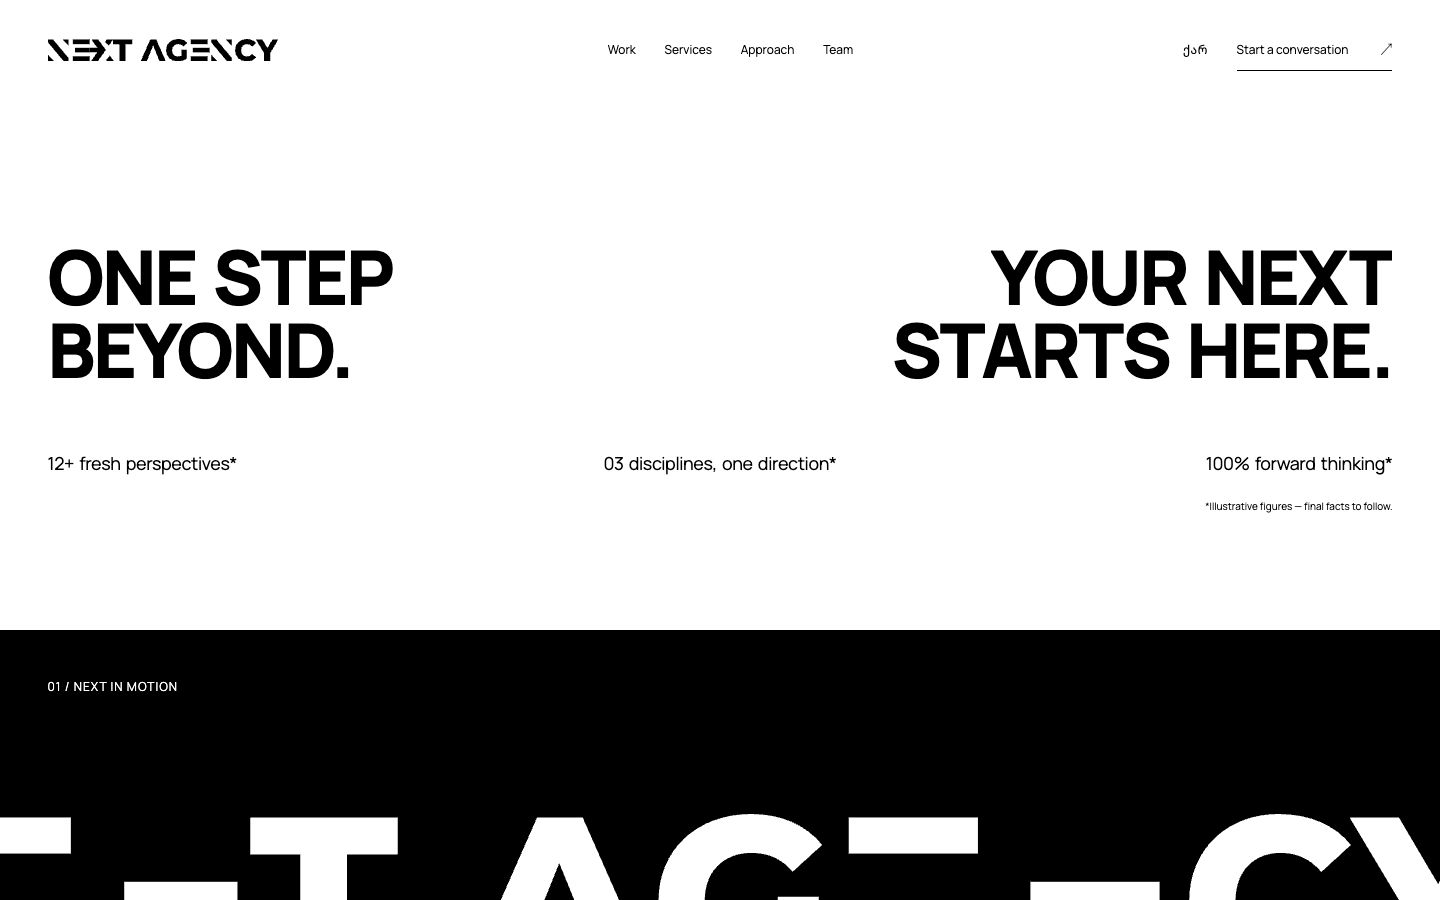 NEXT AGENCY
Work Services Approach Team
ქარ Start a conversation
ONE STEP
BEYOND.
YOUR NEXT
STARTS HERE.
12+ fresh perspectives*
03 disciplines, one direction*
100% forward thinking*
*Illustrative figures — final facts to follow.
01 / NEXT IN MOTION